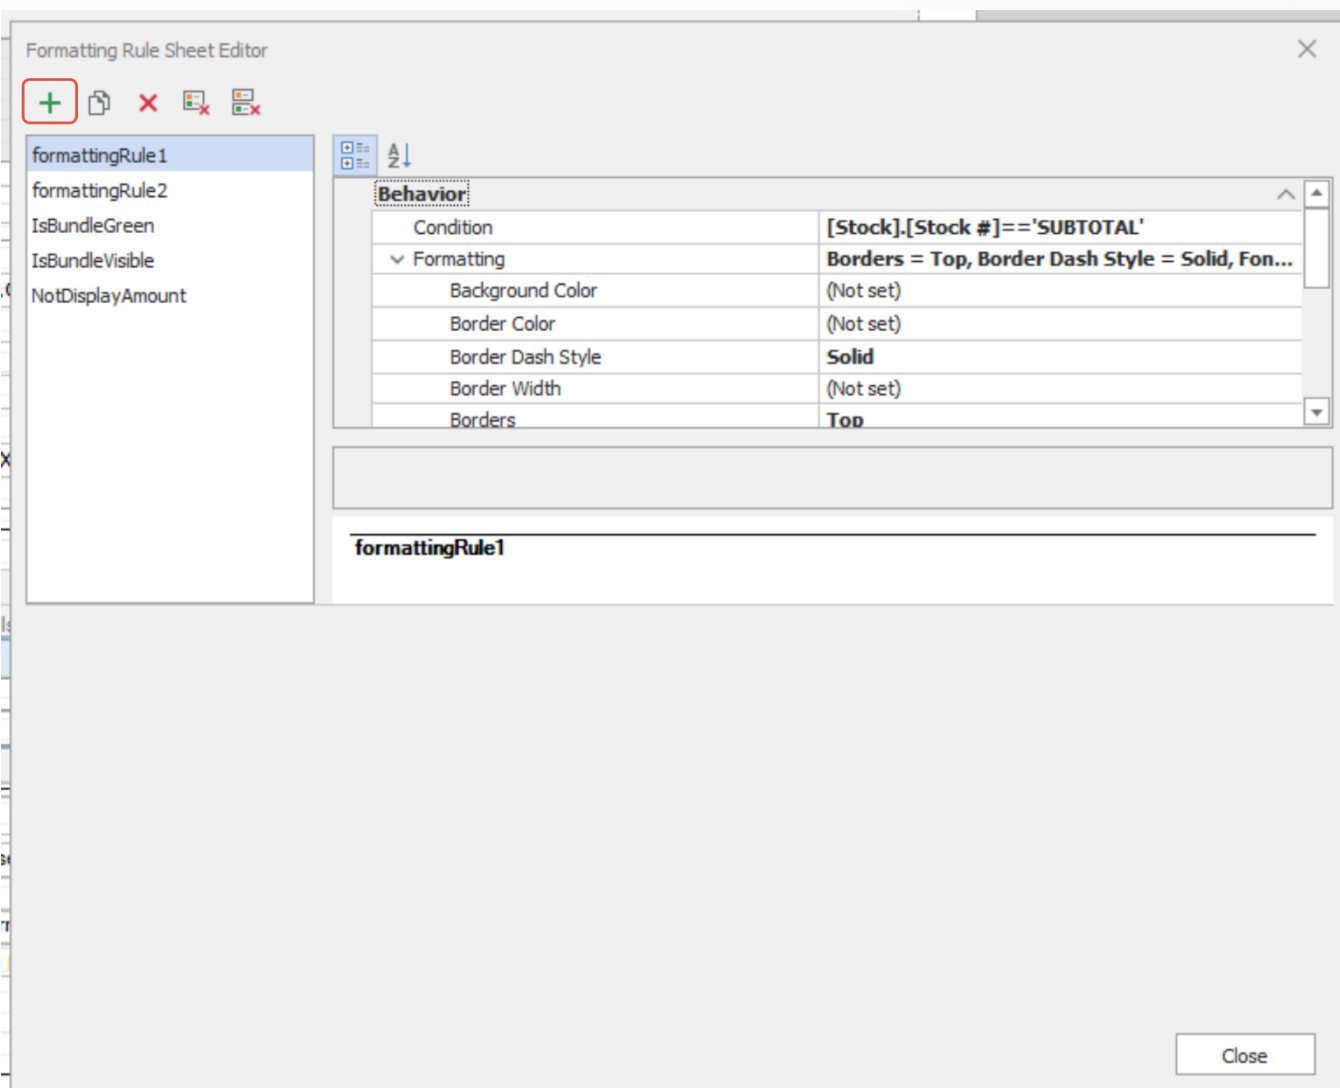 Formatting Rule Sheet Editor
formattingRule1
formattingRule2
IsBundleGreen
IsBundleVisible
NotDisplayAmount
Behavior
Condition [Stock].[Stock #]=='SUBTOTAL'
Formatting Borders = Top, Border Dash Style = Solid, Fon...
Background Color (Not set)
Border Color (Not set)
Border Dash Style Solid
Border Width (Not set)
Borders Top
formattingRule1
Close